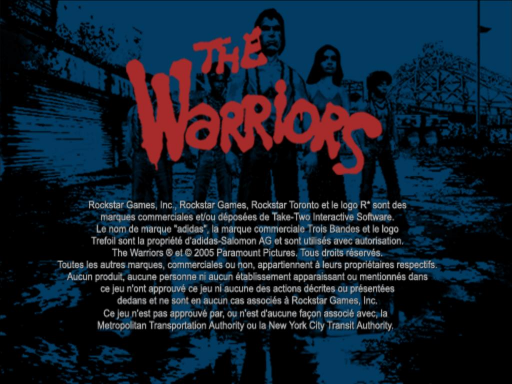 THE
WARRIORS
Rockstar Games, Inc., Rockstar Games, Rockstar Toronto et le logo R* sont des
marques commerciales et/ou déposées de Take-Two Interactive Software.
Le nom de marque "adidas", la marque commerciale Trois Bandes et le logo
Trefoil sont la propriété d'adidas-Salomon AG et sont utilisés avec autorisation.
The Warriors ® et © 2005 Paramount Pictures. Tous droits réservés.
Toutes les autres marques, commerciales ou non, appartiennent à leurs propriétaires respectifs.
Aucun produit, aucune personne ni aucun établissement apparaissant ou mentionnés dans
ce jeu n'ont approuvé ce jeu ni aucune des actions décrites ou présentées
dedans et ne sont en aucun cas associés à Rockstar Games, Inc.
Ce jeu n'est pas approuvé par, ou n'est d'aucune façon associé avec, la
Metropolitan Transportation Authority ou la New York City Transit Authority.